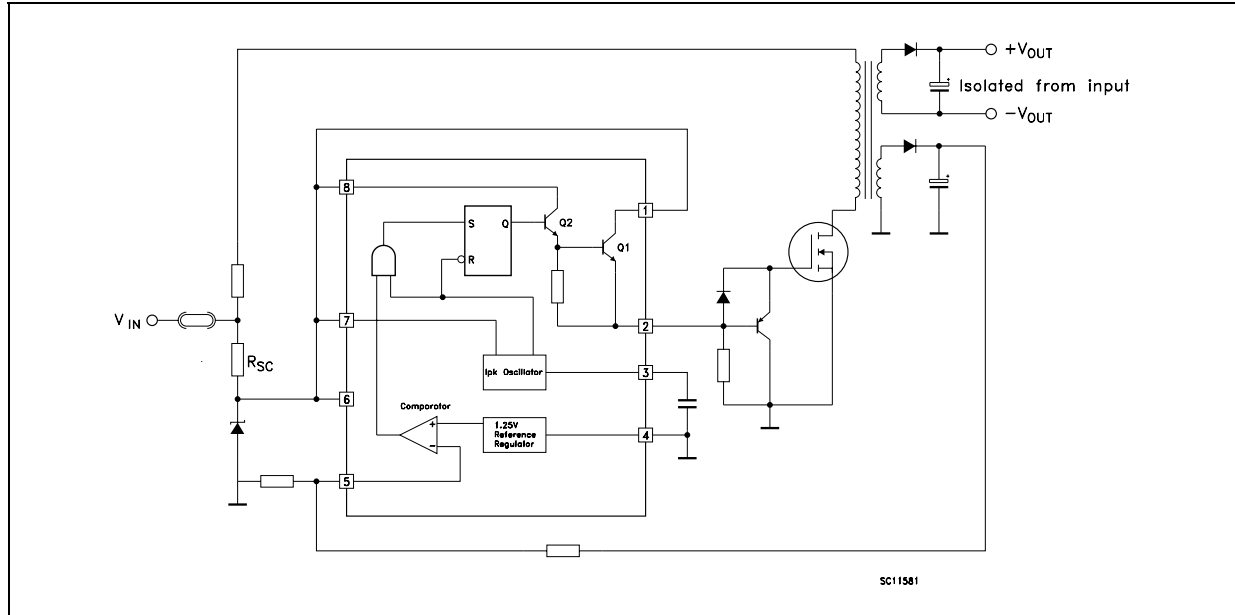 +VOUT
Isolated from input
-VOUT
8
1
S
Q
Q2
Q1
R
VIN
7
2
RSC
Ipk Oscillator
3
6
Comparator
+
-
1.25V
Reference
Regulator
4
5
SC11581